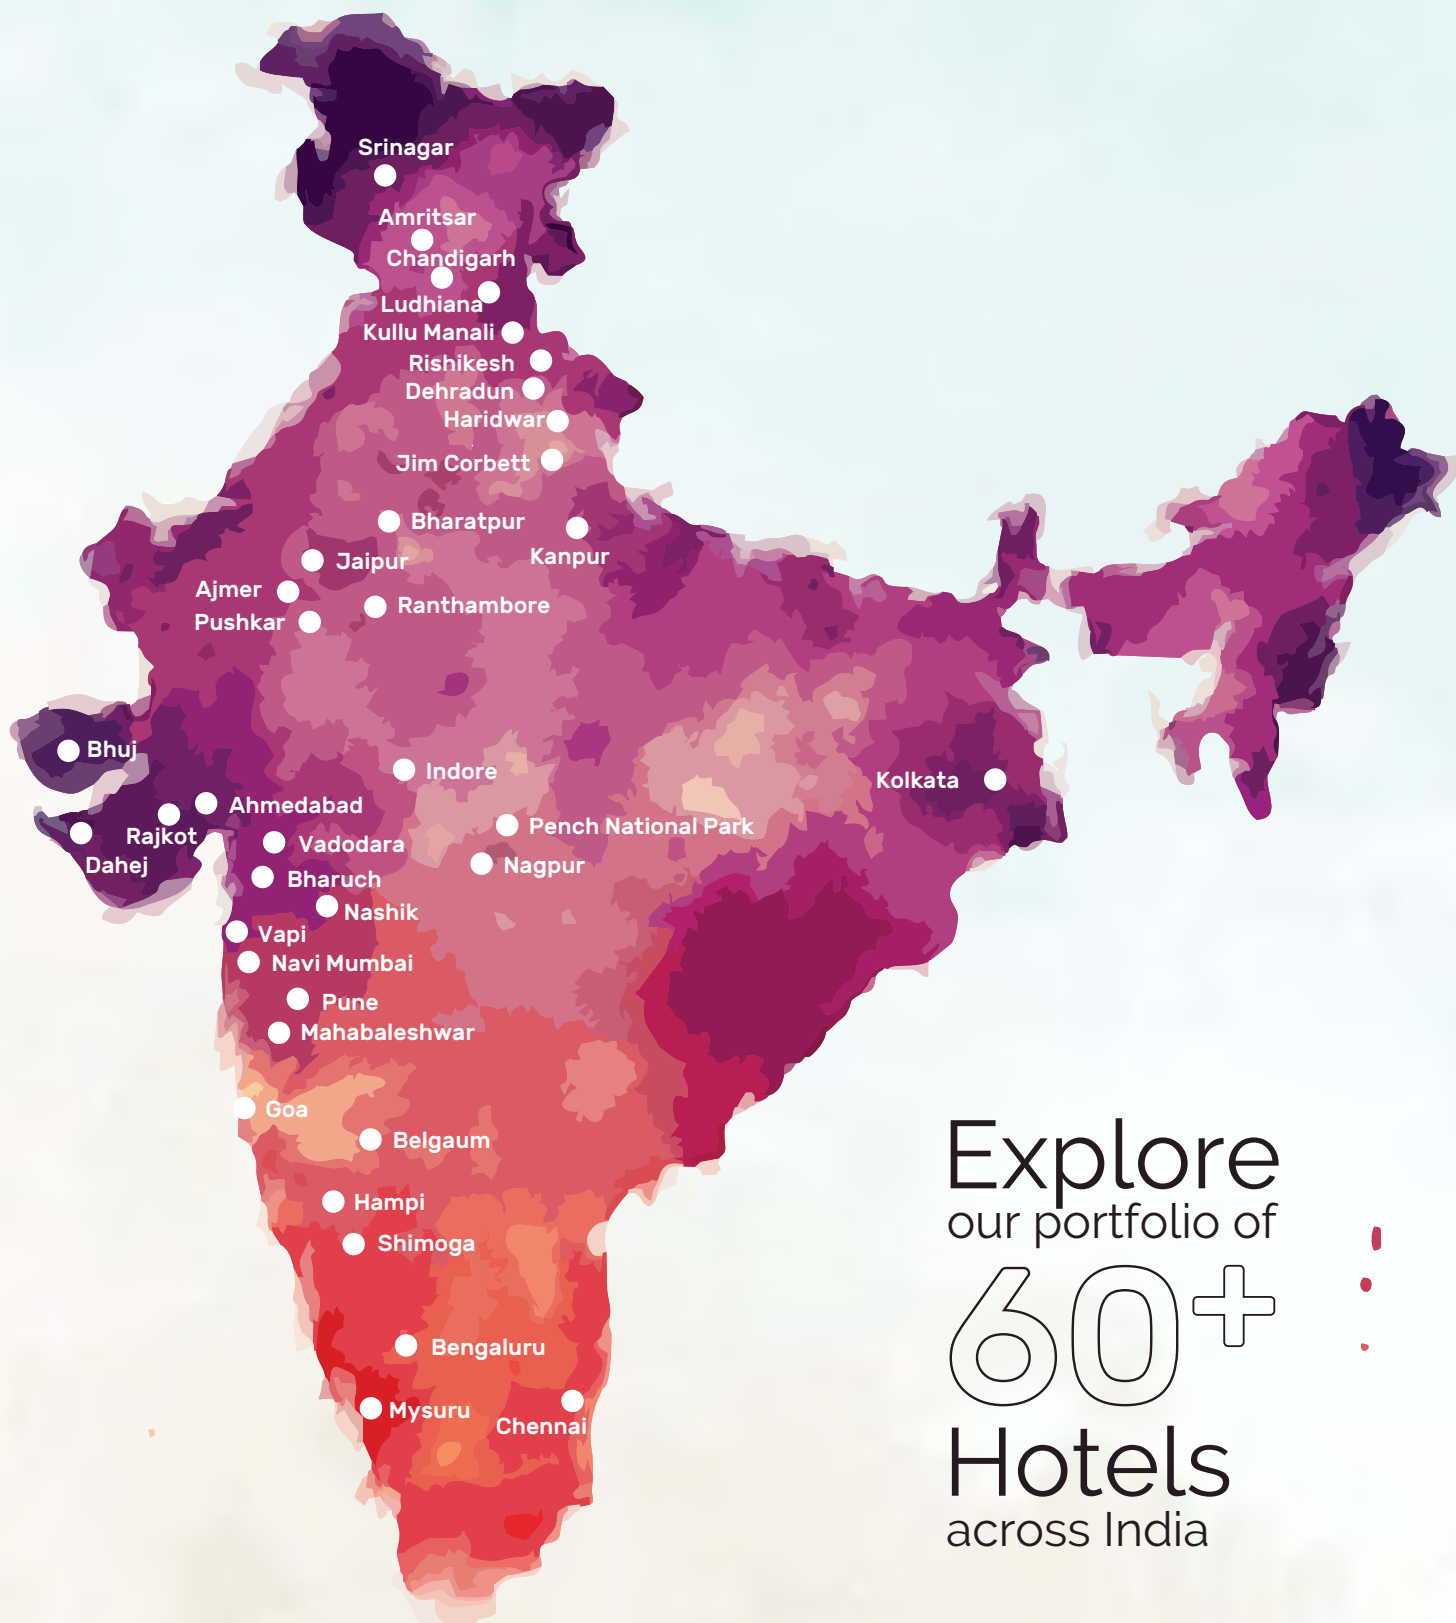 Srinagar
Amritsar
Chandigarh
Ludhiana
Kullu Manali
Rishikesh
Dehradun
Haridwar
Jim Corbett
Bharatpur
Kanpur
Jaipur
Ajmer
Ranthambore
Pushkar
Bhuj
Indore
Kolkata
Ahmedabad
Rajkot
Pench National Park
Vadodara
Dahej
Nagpur
Bharuch
Nashik
Vapi
Navi Mumbai
Pune
Mahabaleshwar
Goa
Belgaum
Hampi
Shimoga
Bengaluru
Mysuru
Chennai
Explore
our portfolio of
60+
Hotels
across India